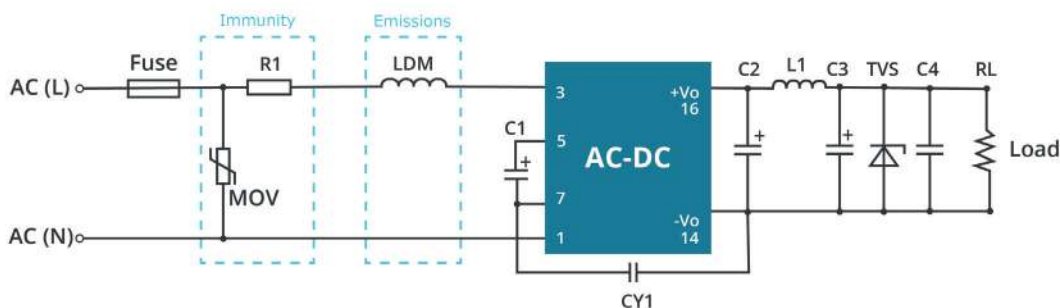 Immunity
Emissions
Fuse
R1
LDM
C2
L1
C3
TVS
C4
RL
AC (L)
3
+Vo
16
C1
5
+
+
+
AC-DC
Load
MOV
7
AC (N)
1
-Vo
14
CY1